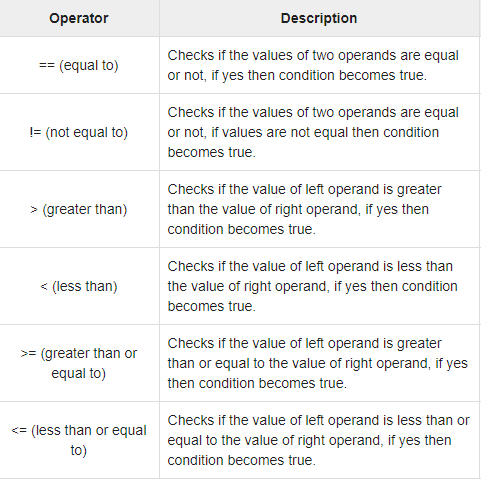 Operator Description
== (equal to)
Checks if the values of two operands are equal
or not, if yes then condition becomes true.
!= (not equal to)
Checks if the values of two operands are equal
or not, if values are not equal then condition
becomes true.
> (greater than)
Checks if the value of left operand is greater
than the value of right operand, if yes then
condition becomes true.
< (less than)
Checks if the value of left operand is less than
the value of right operand, if yes then condition
becomes true.
>= (greater than or
equal to)
Checks if the value of left operand is greater
than or equal to the value of right operand, if yes
then condition becomes true.
<= (less than or equal
to)
Checks if the value of left operand is less than or
equal to the value of right operand, if yes then
condition becomes true.